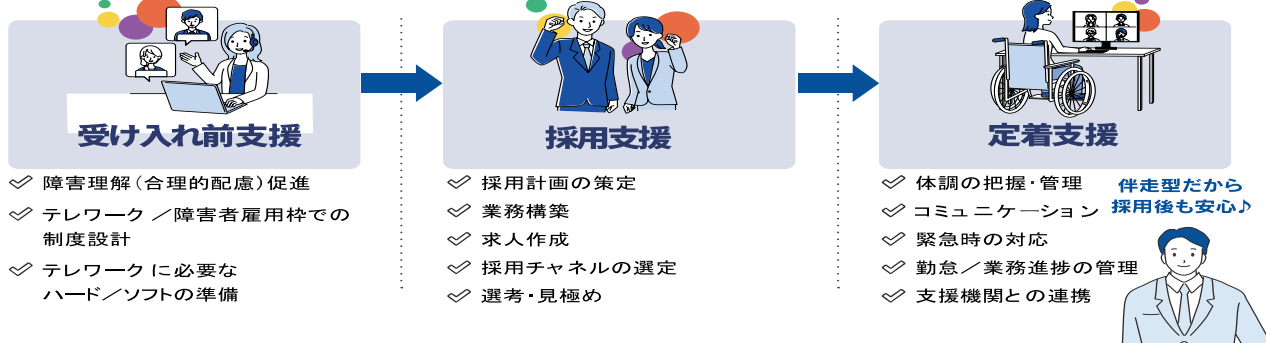 受け入れ前支援
障害理解(合理的配慮)促進
テレワーク/障害者雇用枠での
制度設計
テレワークに必要な
ハード/ソフトの準備
採用支援
採用計画の策定
業務構築
求人作成
採用チャネルの選定
選考・見極め
定着支援
体調の把握・管理
コミュニケーション
緊急時の対応
勤怠/業務進捗の管理
支援機関との連携
伴走型だから
採用後も安心♪